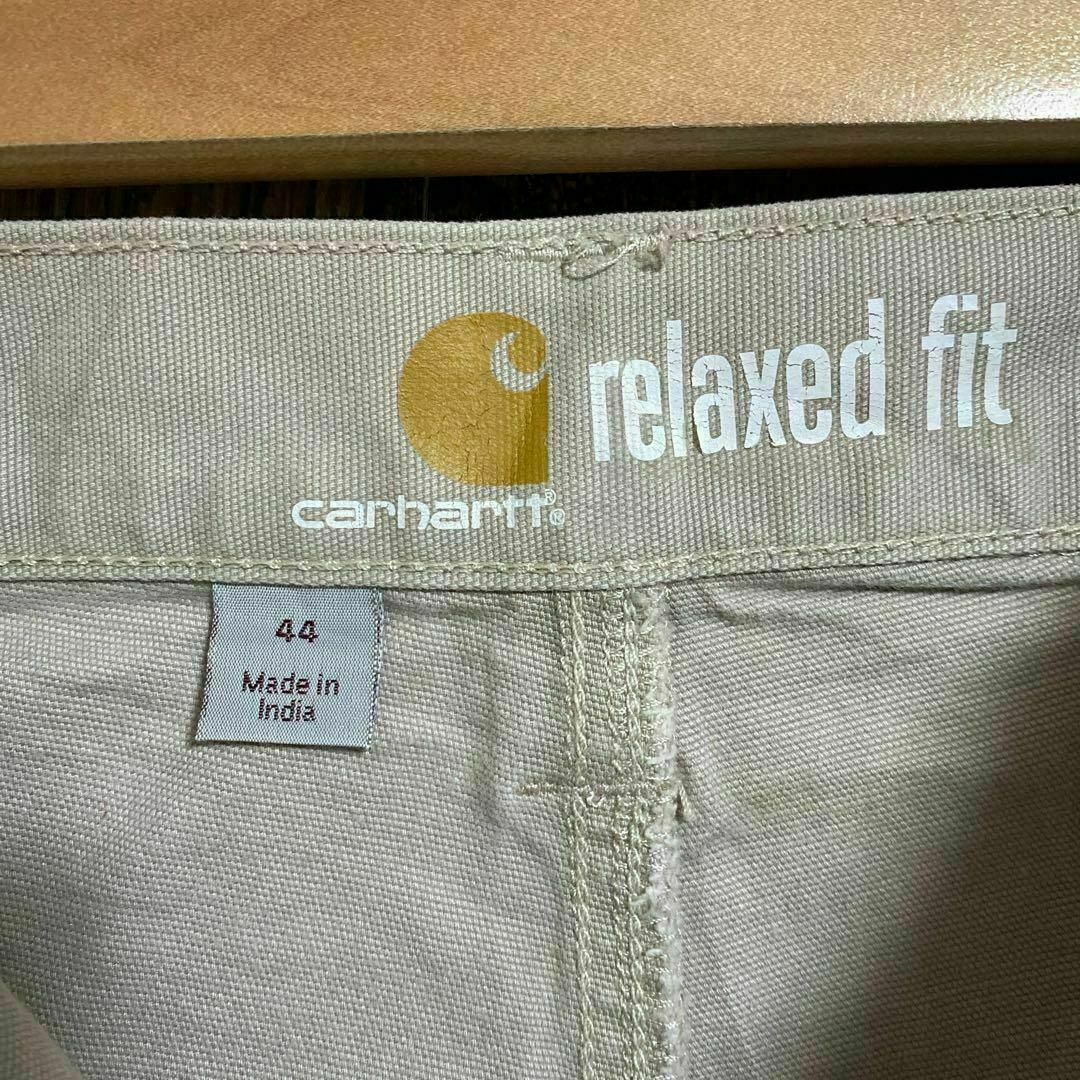 relaxed fit
carhartt®®
44
Made in
India